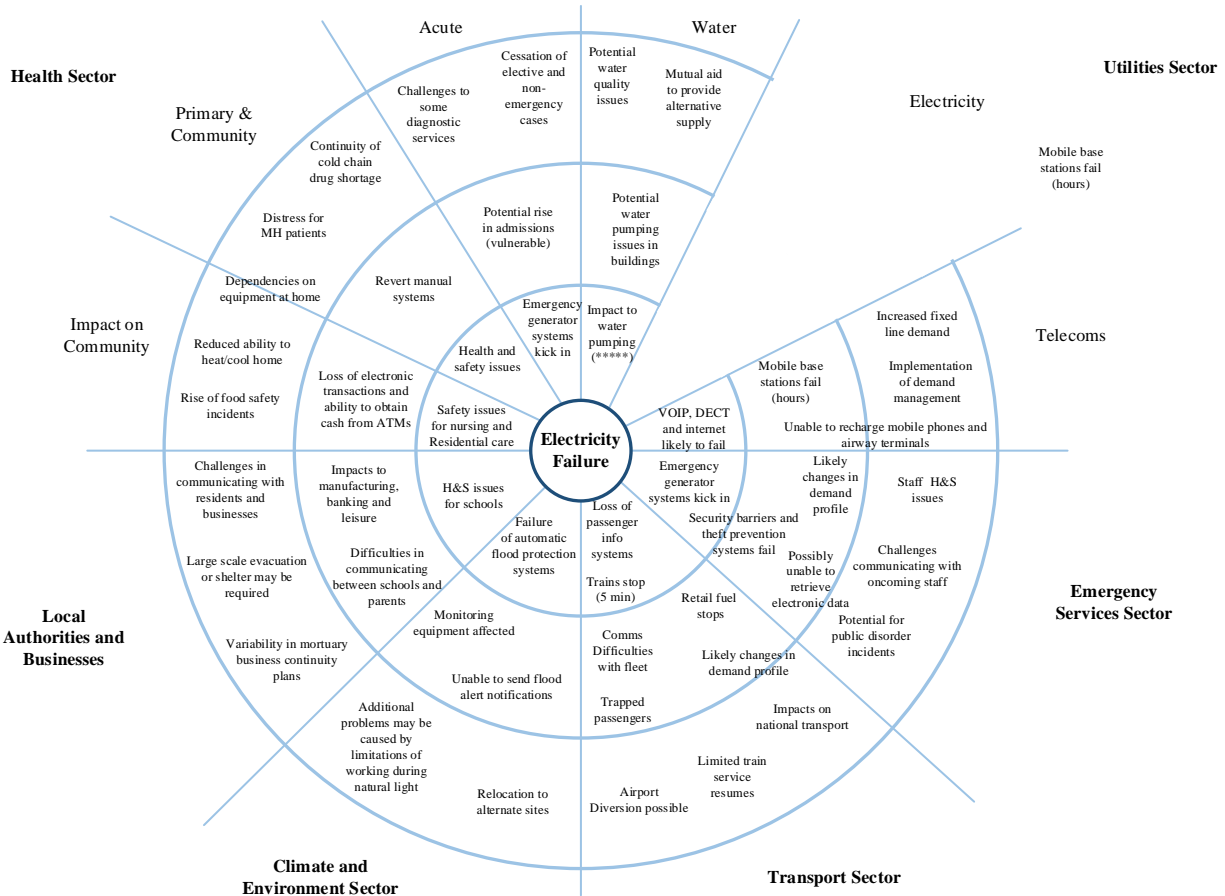 Acute
Water
Health Sector
Utilities Sector
Primary &
Community
Electricity
Impact on
Community
Telecoms
Cessation of
elective and
non-
emergency
cases
Challenges to
some
diagnostic
services
Potential
water
quality
issues
Mutual aid
to provide
alternative
supply
Mobile base
stations fail
(hours)
Continuity of
cold chain
drug shortage
Distress for
MH patients
Potential rise
in admissions
(vulnerable)
Potential
water
pumping
issues in
buildings
Dependencies on
equipment at home
Revert manual
systems
Emergency
generator
systems
kick in
Impact to
water
pumping
(*****)
Increased fixed
line demand
Reduced ability to
heat/cool home
Health and
safety issues
Mobile base
stations fail
(hours)
Implementation
of demand
management
Rise of food safety
incidents
Loss of electronic
transactions and
ability to obtain
cash from ATMs
Safety issues
for nursing and
Residential care
Electricity
Failure
VOIP, DECT
and internet
likely to fail
Unable to recharge mobile phones and
airway terminals
Challenges in
communicating with
residents and
businesses
Impacts to
manufacturing,
banking and
leisure
H&S issues
for schools
Emergency
generator
systems kick in
Likely
changes in
demand
profile
Staff H&S
issues
Failure
of automatic
flood protection
systems
Loss of
passenger
info
systems
Security barriers and
theft prevention
systems fail
Large scale evacuation
or shelter may be
required
Difficulties in
communicating
between schools and
parents
Trains stop
(5 min)
Possibly
unable to
retrieve
electronic data
Challenges
communicating with
oncoming staff
Local
Authorities and
Businesses
Emergency
Services Sector
Monitoring
equipment affected
Retail fuel
stops
Potential for
public disorder
incidents
Variability in mortuary
business continuity
plans
Comms
Difficulties
with fleet
Likely changes in
demand profile
Unable to send flood
alert notifications
Trapped
passengers
Impacts on
national transport
Additional
problems may be
caused by
limitations of
working during
natural light
Relocation to
alternate sites
Airport
Diversion possible
Limited train
service
resumes
Climate and
Environment Sector
Transport Sector